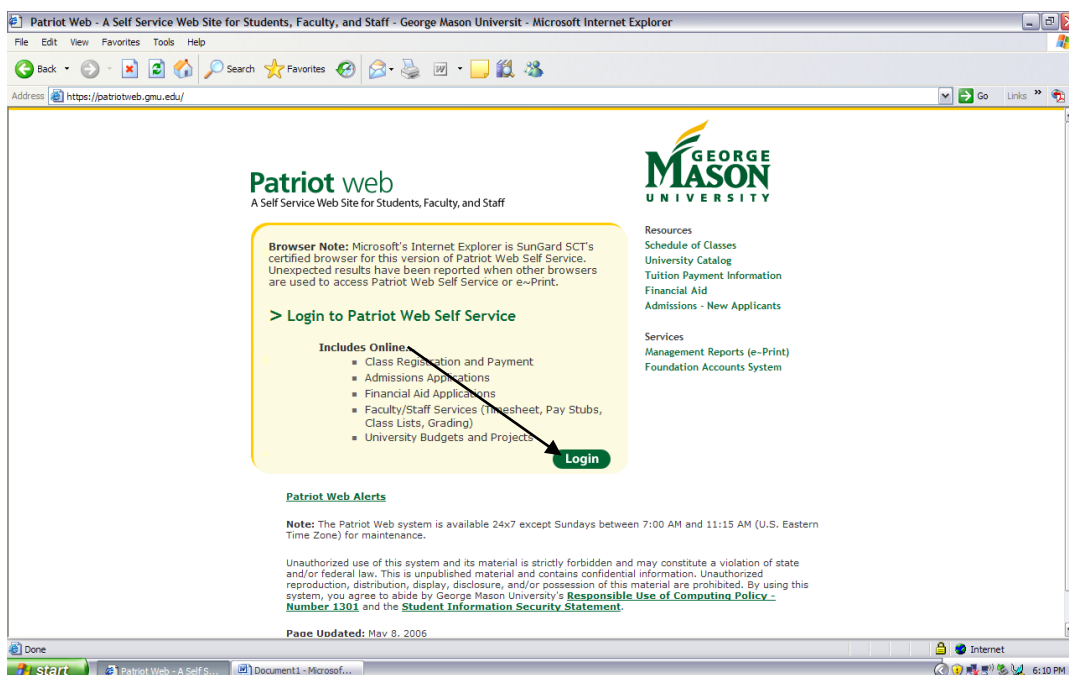 Patriot Web - A Self Service Web Site for Students, Faculty, and Staff - George Mason Universit - Microsoft Internet Explorer
File Edit View Favorites Tools Help
Back Search Favorites
Address https://patriotweb.gmu.edu/ Go Links »
GEORGE
MASON
UNIVERSITY
Patriot web
A Self Service Web Site for Students, Faculty, and Staff
Browser Note: Microsoft's Internet Explorer is SunGard SCT's
certified browser for this version of Patriot Web Self Service.
Unexpected results have been reported when other browsers
are used to access Patriot Web Self Service or e~Print.
> Login to Patriot Web Self Service
Includes Online.
Class Registration and Payment
Admissions Applications
Financial Aid Applications
Faculty/Staff Services (Timesheet, Pay Stubs,
Class Lists, Grading)
University Budgets and Projects
Login
Resources
Schedule of Classes
University Catalog
Tuition Payment Information
Financial Aid
Admissions - New Applicants
Services
Management Reports (e-Print)
Foundation Accounts System
Patriot Web Alerts
Note: The Patriot Web system is available 24x7 except Sundays between 7:00 AM and 11:15 AM (U.S. Eastern
Time Zone) for maintenance.
Unauthorized use of this system and its material is strictly forbidden and may constitute a violation of state
and/or federal law. This is unpublished material and contains confidential information. Unauthorized
reproduction, distribution, display, disclosure, and/or possession of this material are prohibited. By using this
system, you agree to abide by George Mason University's Responsible Use of Computing Policy -
Number 1301 and the Student Information Security Statement.
Page Updated: May 8, 2006
Done Internet
start Patriot Web - A Self S... Document1 - Microsof... 6:10 PM